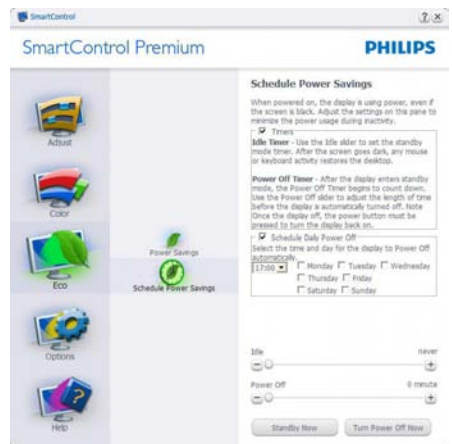 SmartControl
SmartControl Premium
PHILIPS
Adjust
Color
Eco
Options
Help
Power Savings
Schedule Power Savings
Schedule Power Savings
When powered on, the display is using power, even if
the screen is black. Adjust the settings on this pane to
minimize the power usage during inactivity.
Timers
Idle Timer - Use the Idle slider to set the standby
mode timer. After the screen goes dark, any mouse
or keyboard activity restores the desktop.
Power Off Timer - After the display enters standby
mode, the Power Off Timer begins to count down.
Use the Power Off slider to adjust the length of time
before the display is automatically turned off. Note
Once the display off, the power button must be
pressed to turn the display back on.
Schedule Daily Power Off
Select the time and day for the display to Power Off
automatically.
17:00 Monday Tuesday Wednesday
Thursday Friday
Saturday Sunday
Idle never
Power Off 0 minute
Standby Now Turn Power Off Now